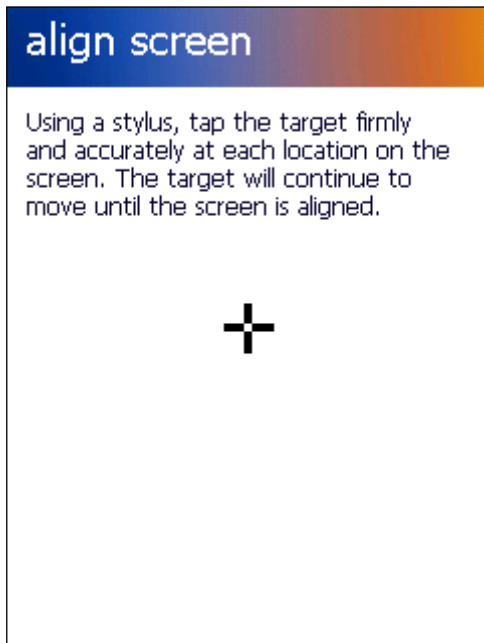 align screen
Using a stylus, tap the target firmly
and accurately at each location on the
screen. The target will continue to
move until the screen is aligned.